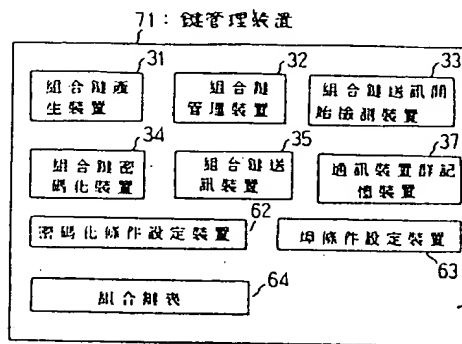 71：鍵管理裝置
31
32
33
組合鍵產
生裝置
組合鍵
管理裝置
組合鍵送訊開
始檢測裝置
34
35
37
組合鍵密
碼化裝置
組合鍵送
訊裝置
通訊裝置群記
憶裝置
62
密碼化條件設定裝置
埠條件設定裝置
63
組合鍵表
64